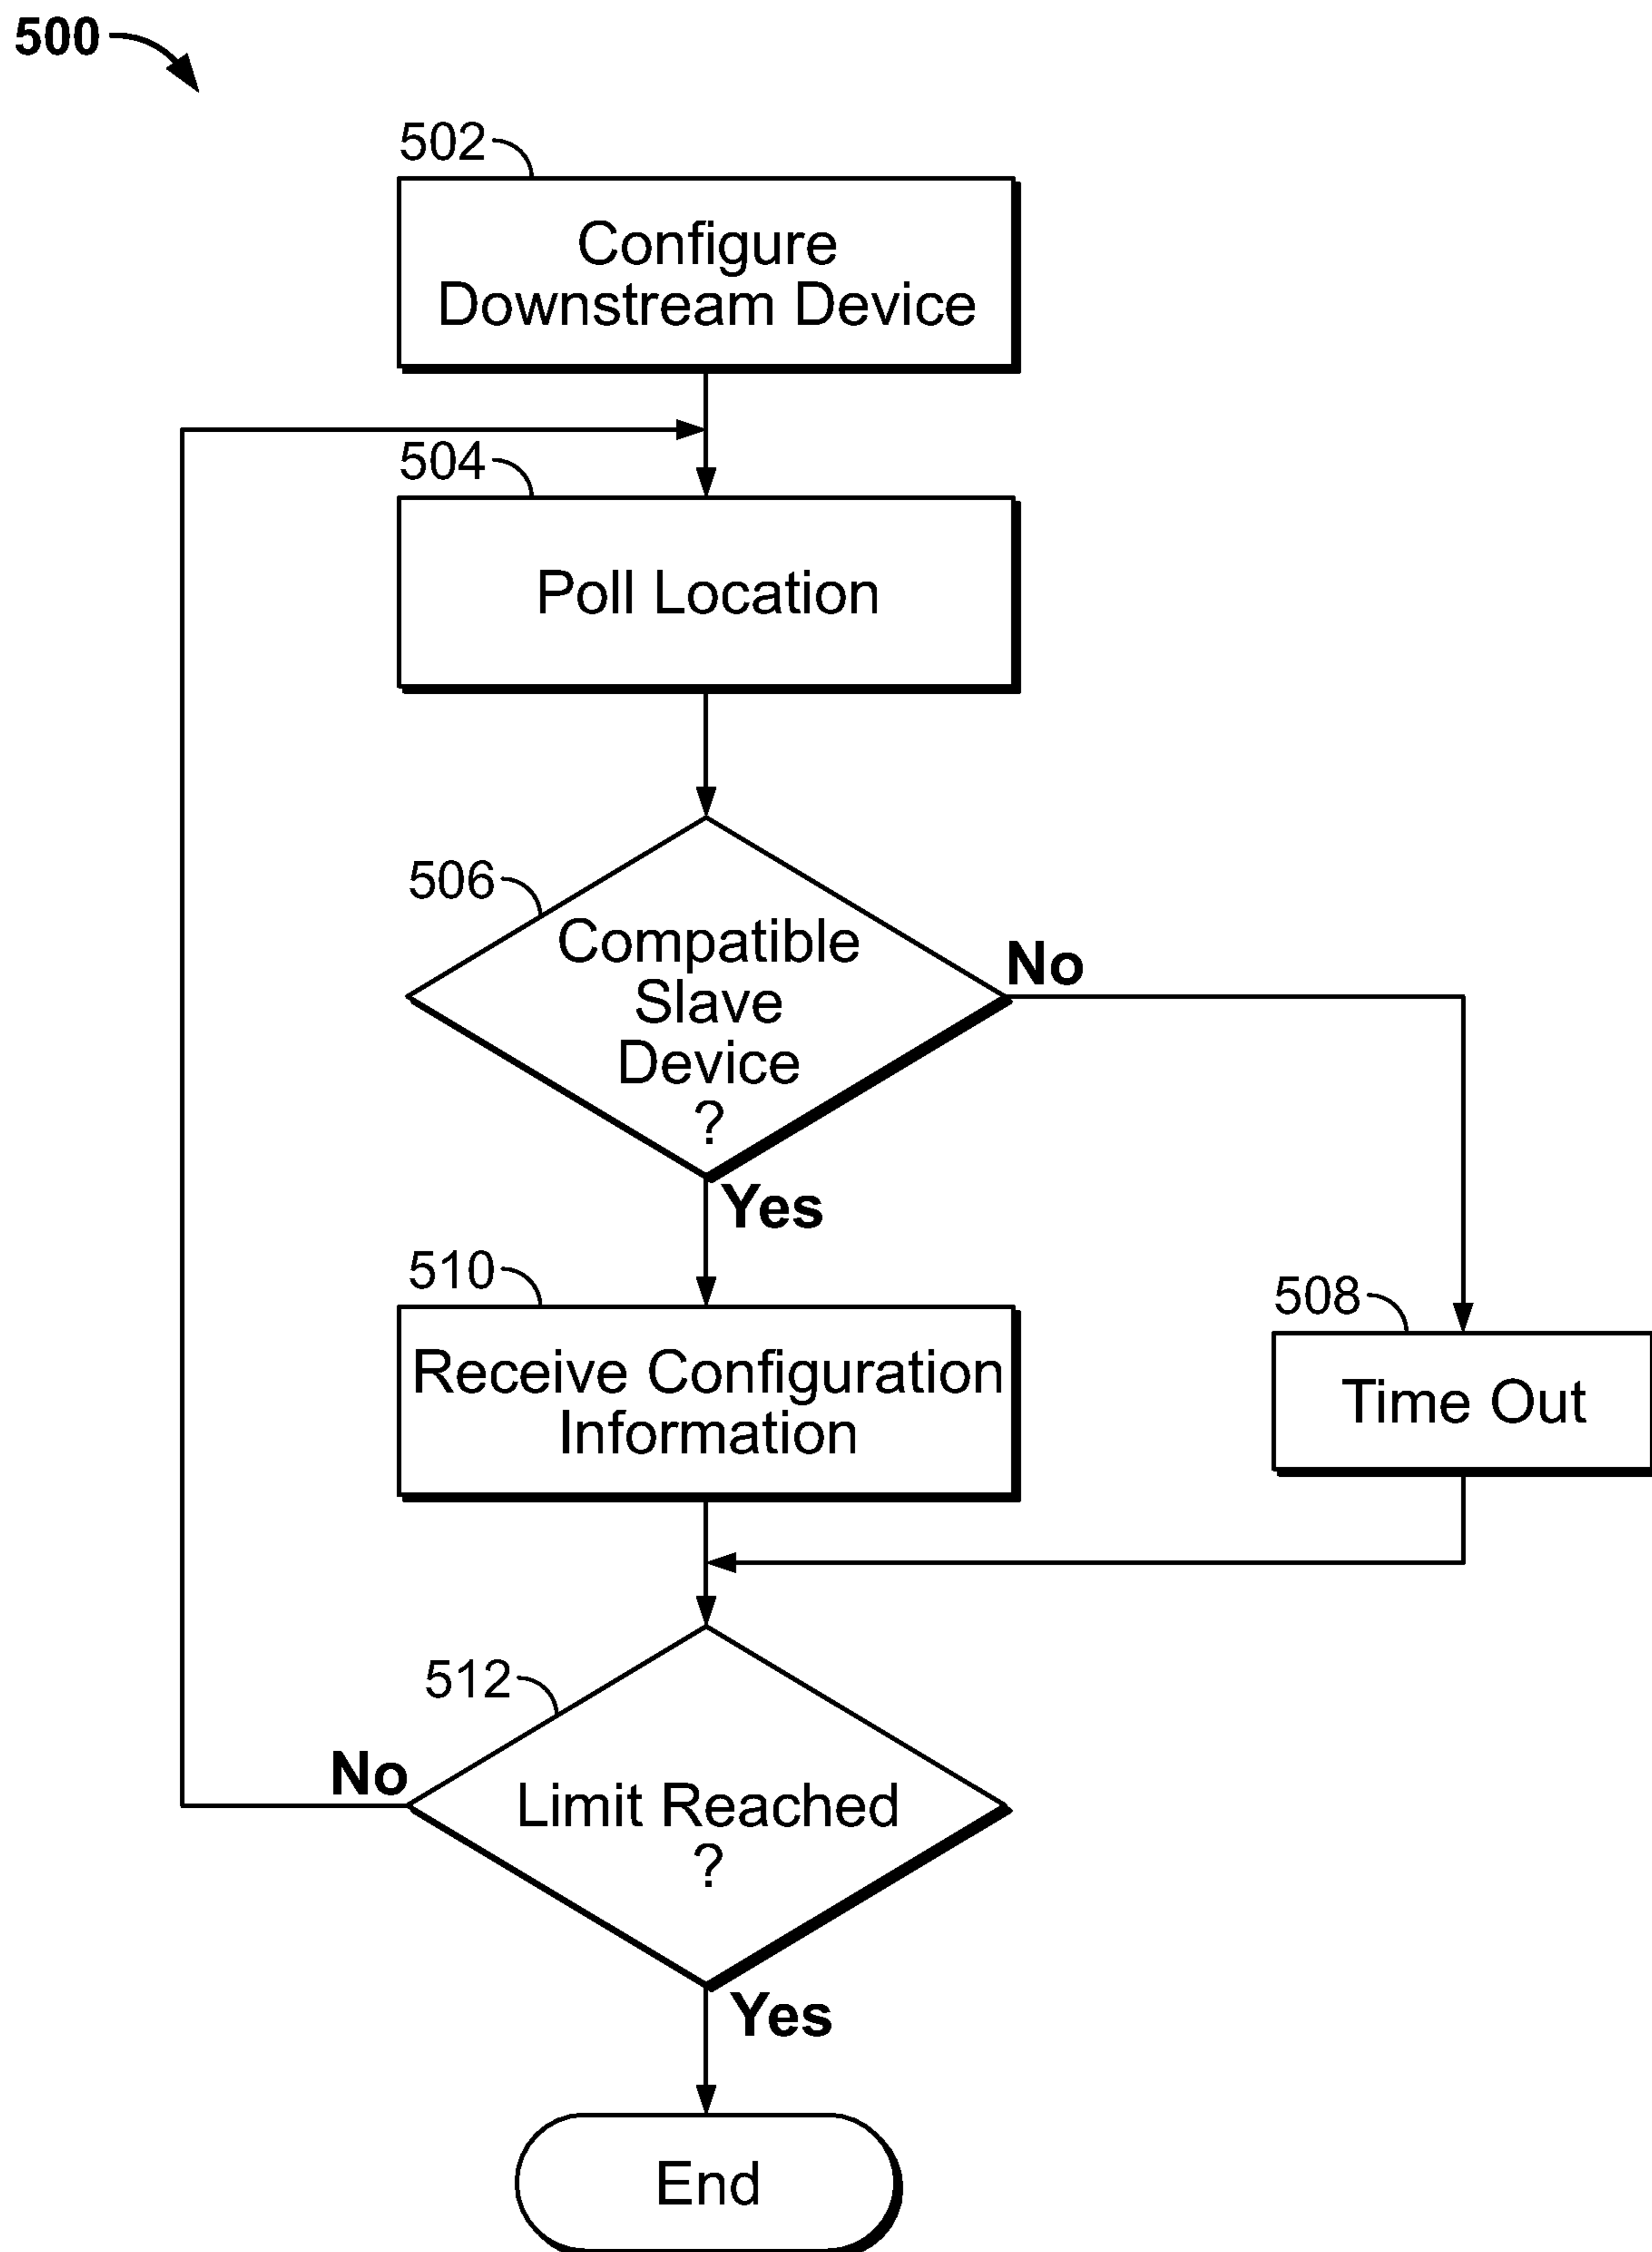 500
502
Configure
Downstream Device
504
Poll Location
506
Compatible
Slave
Device
?
No
Yes
510
Receive Configuration
Information
508
Time Out
512
No
Limit Reached
?
Yes
End